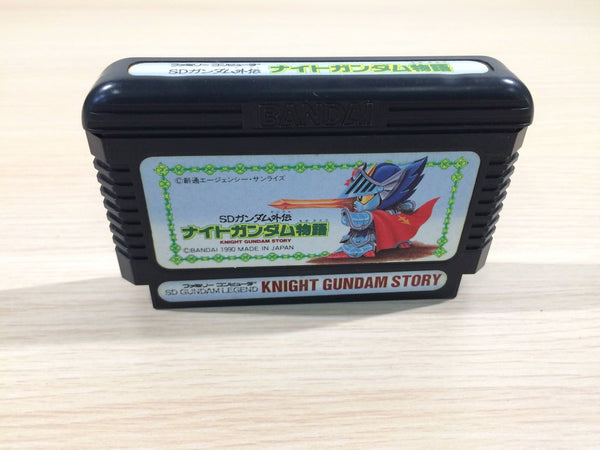 ファミリー コンピュータ
SDガンダム外伝 ナイトガンダム物語
BANDAI
©創通エージェンシー・サンライズ
SDガンダム外伝
ナイトガンダム物語
KNIGHT GUNDAM STORY
©BANDAI 1990 MADE IN JAPAN
ファミリー コンピュータ
SD GUNDAM LEGEND KNIGHT GUNDAM STORY